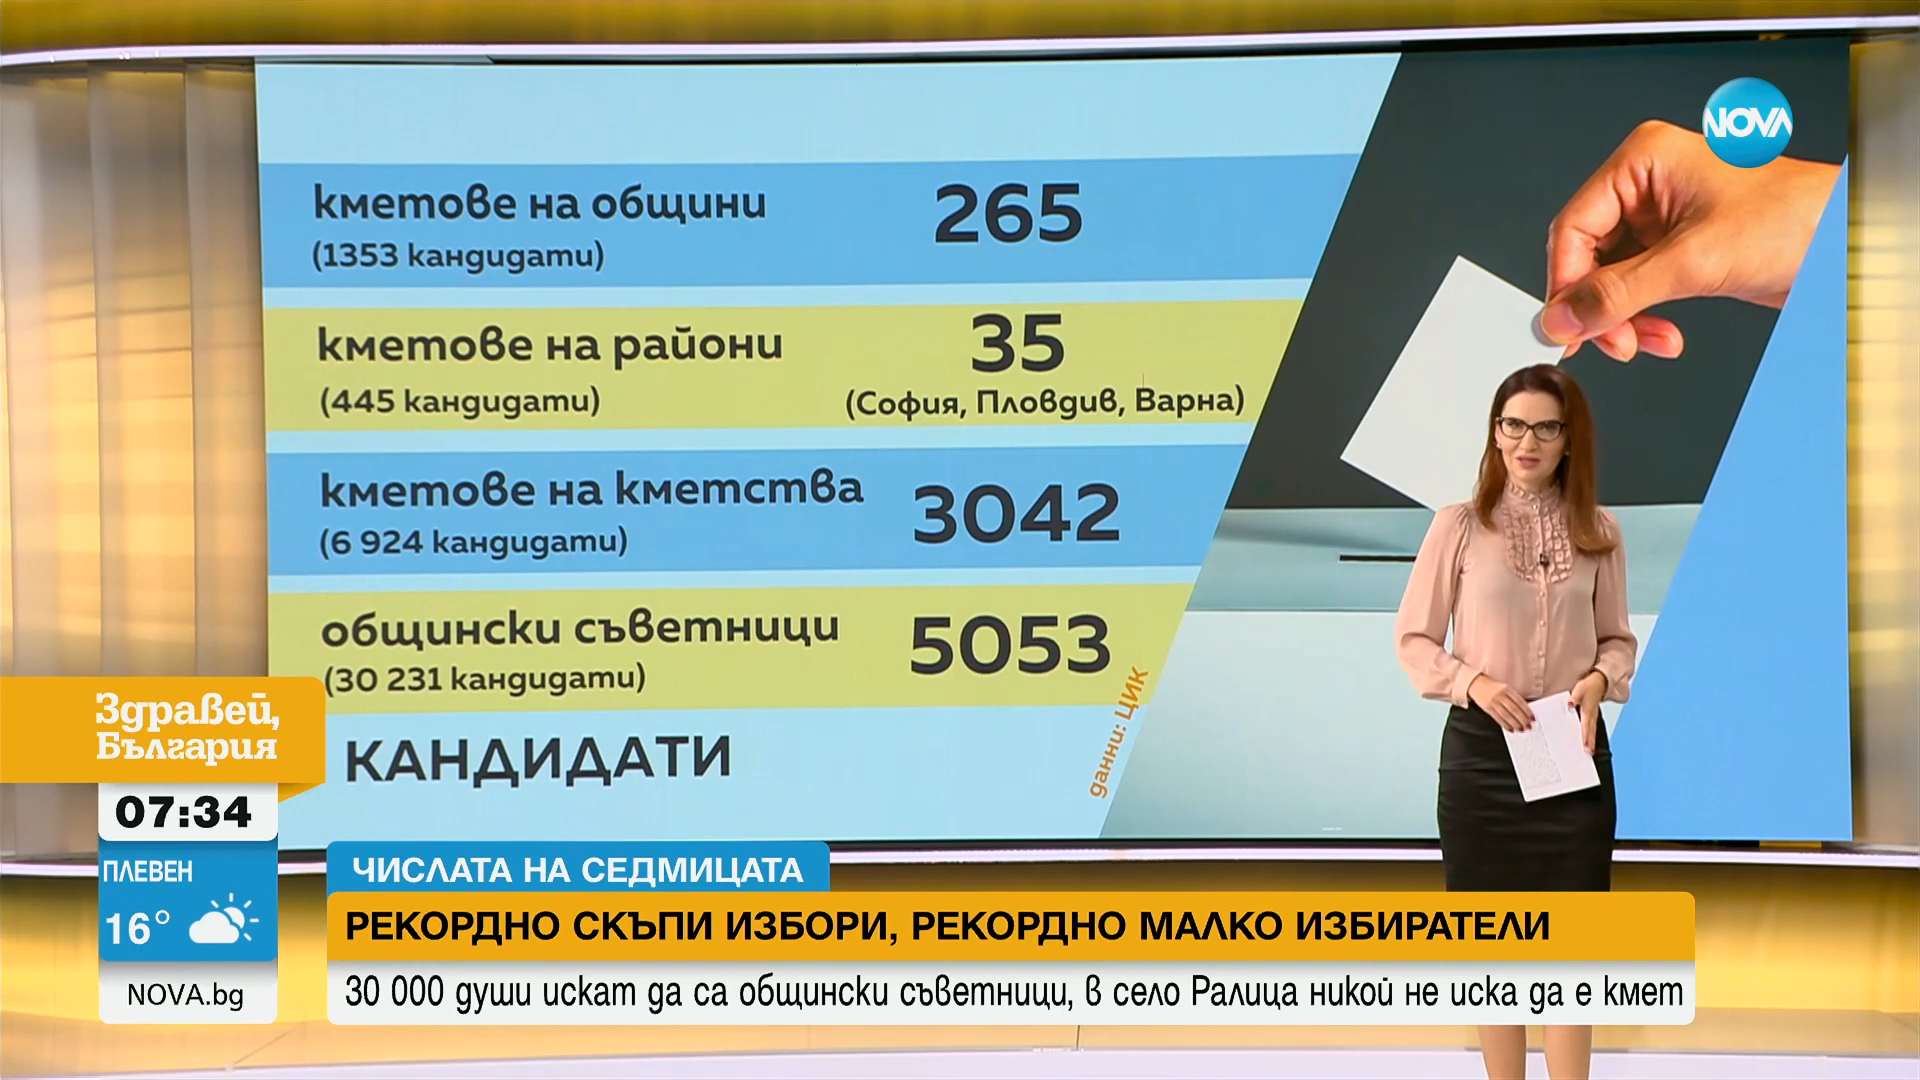 NOVA
кметове на общини
265
(1353 кандидати)
кметове на райони
35
(445 кандидати)
(София, Пловдив, Варна)
кметове на кметства
3042
(6 924 кандидати)
общински съветници
5053
(30 231 кандидати)
КАНДИДАТИ
данни: ЦИК
Здравей,
България
07:34
ПЛЕВЕН
16°
NOVA.bg
ЧИСЛАТА НА СЕДМИЦАТА
РЕКОРДНО СКЪПИ ИЗБОРИ, РЕКОРДНО МАЛКО ИЗБИРАТЕЛИ
30 000 души искат да са общински съветници, в село Ралица никой не иска да е кмет